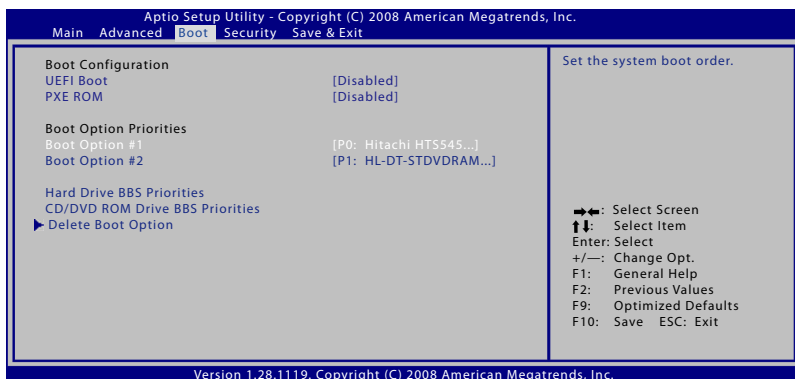 Aptio Setup Utility - Copyright (C) 2008 American Megatrends, Inc.
Main Advanced Boot Security Save & Exit
Boot Configuration
UEFI Boot [Disabled]
PXE ROM [Disabled]
Boot Option Priorities
Boot Option #1 [P0: Hitachi HTS545...]
Boot Option #2 [P1: HL-DT-STDVDRAM...]
Hard Drive BBS Priorities
CD/DVD ROM Drive BBS Priorities
Delete Boot Option
Set the system boot order.
→←: Select Screen
↑↓: Select Item
Enter: Select
+/—: Change Opt.
F1: General Help
F2: Previous Values
F9: Optimized Defaults
F10: Save ESC: Exit
Version 1.28.1119. Copyright (C) 2008 American Megatrends, Inc.